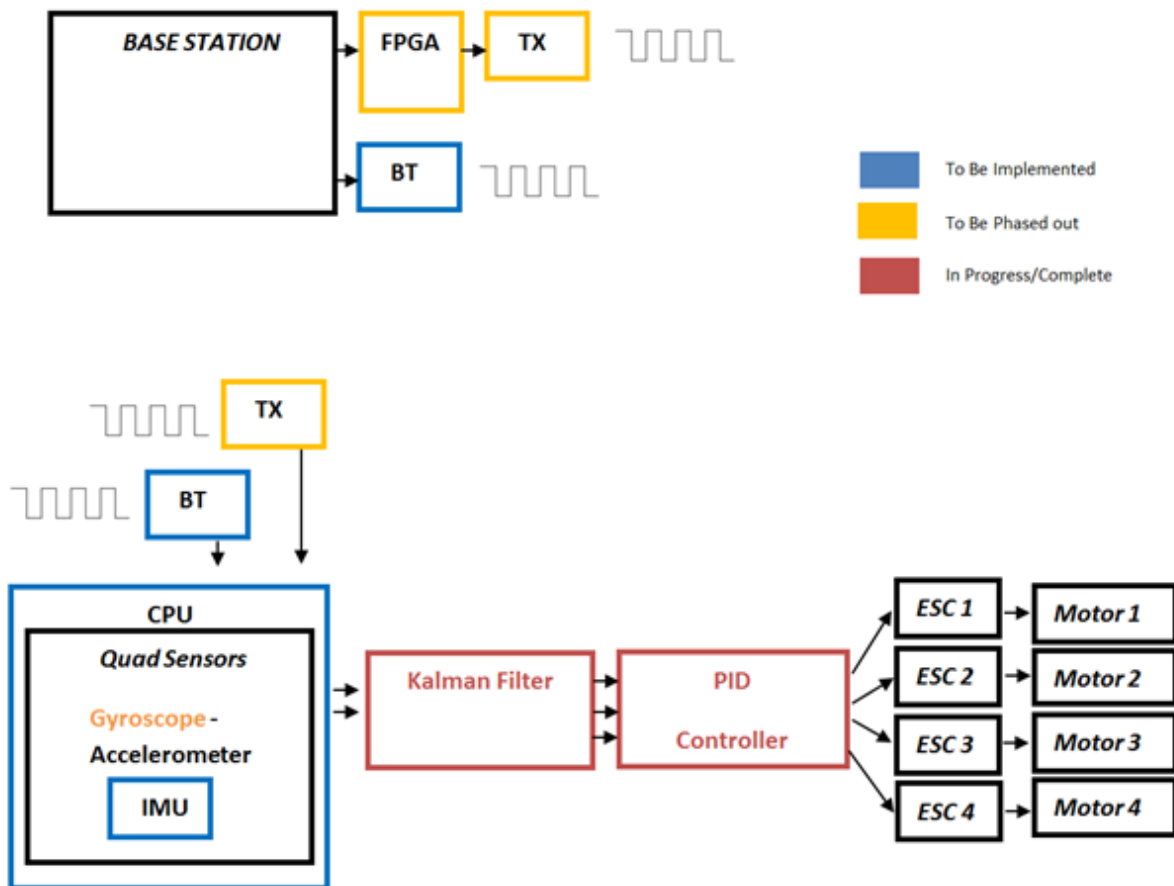 BASE STATION
FPGA
TX
BT
To Be Implemented
To Be Phased out
In Progress/Complete
TX
BT
CPU
Quad Sensors
Gyroscope -
Accelerometer
IMU
Kalman Filter
PID
Controller
ESC 1
Motor 1
ESC 2
Motor 2
ESC 3
Motor 3
ESC 4
Motor 4